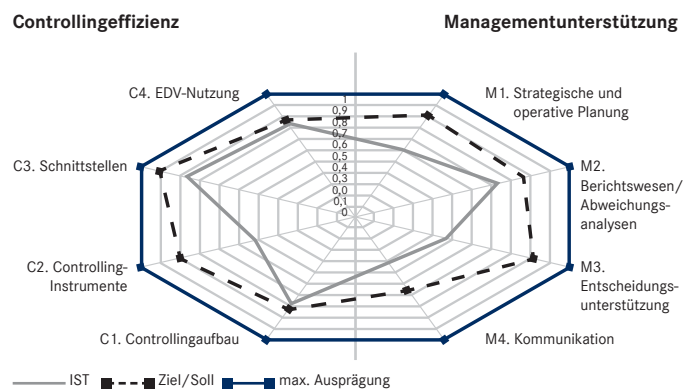 Controllingeffizienz
Managementunterstützung
C4. EDV-Nutzung
M1. Strategische und
operative Planung
1
0,9
0,8
0,7
0,6
0,5
0,4
0,3
0,0
0,1
0
C3. Schnittstellen
M2.
Berichtswesen/
Abweichungs-
analysen
C2. Controlling-
Instrumente
M3.
Entscheidungs-
unterstützung
C1. Controllingaufbau
M4. Kommunikation
IST
Ziel/Soll
max. Ausprägung